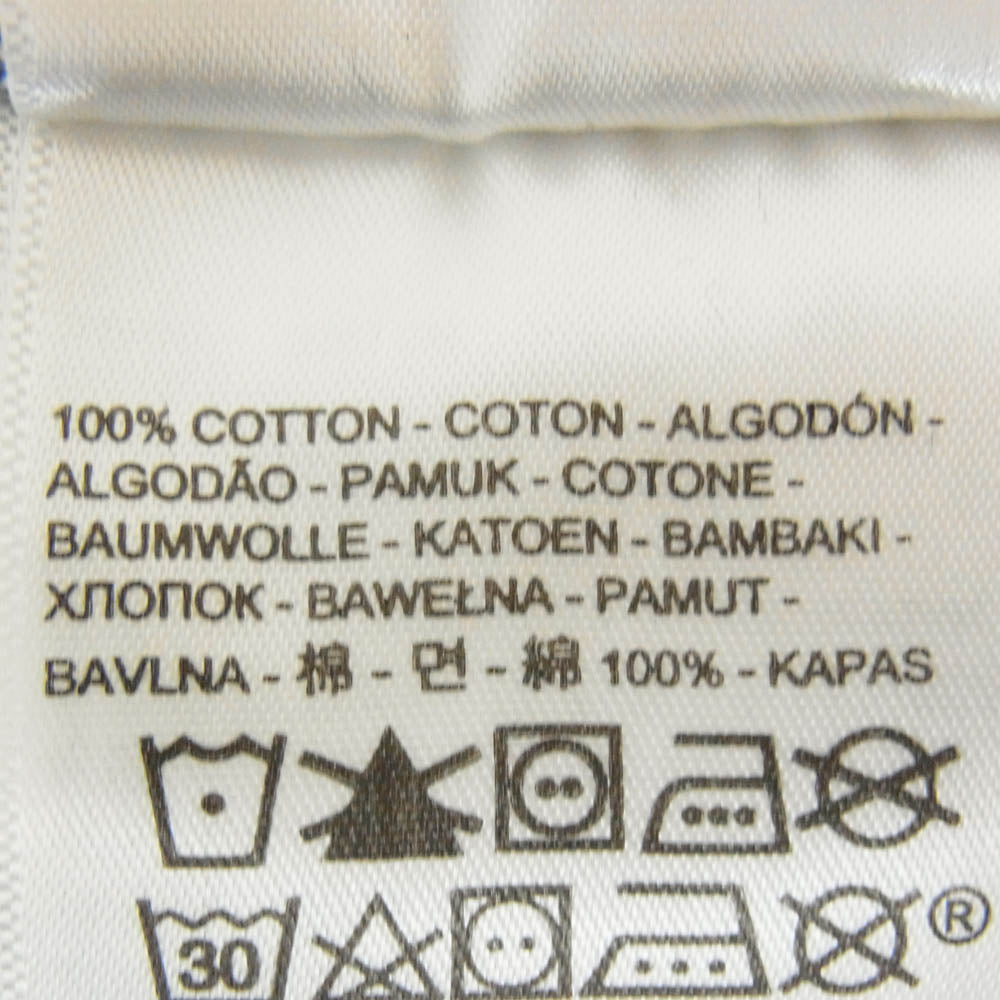 100% COTTON - COTON - ALGODÓN -
ALGODÃO - PAMUK - COTONE -
BAUMWOLLE - KATOEN - BAMBAKI -
ХЛОПОК - BAWEŁNA - PAMUT -
BAVLNA - 棉 - 면 - 綿 100% - KAPAS
30 ®